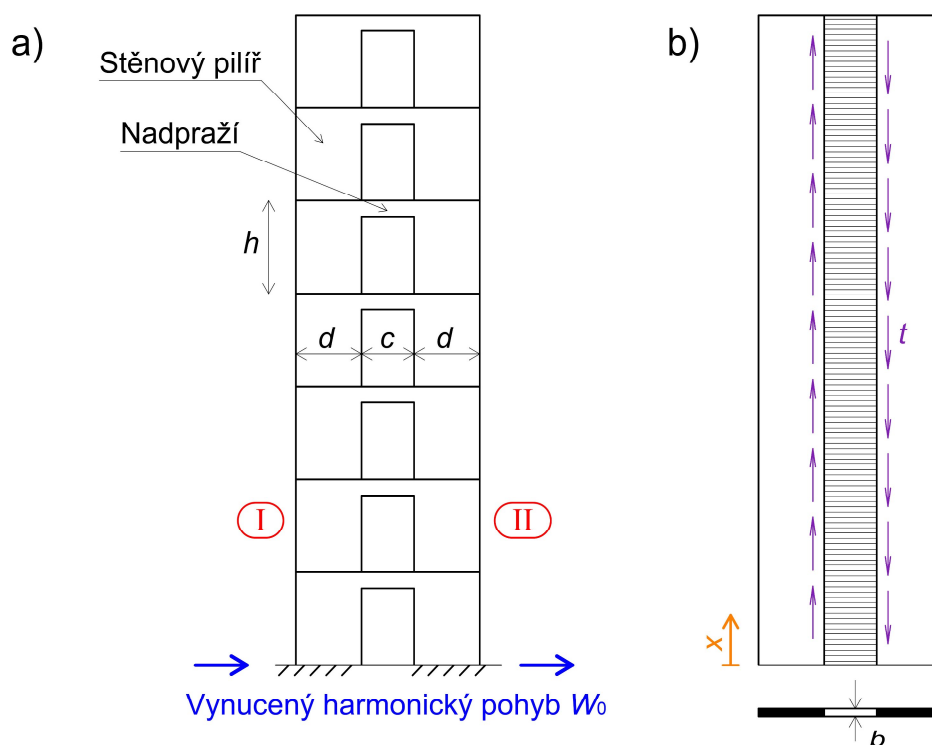 a)
b)
Stěnový pilíř
Nadpraží
h
d
c
d
t
I
II
x
Vynucený harmonický pohyb W₀
b